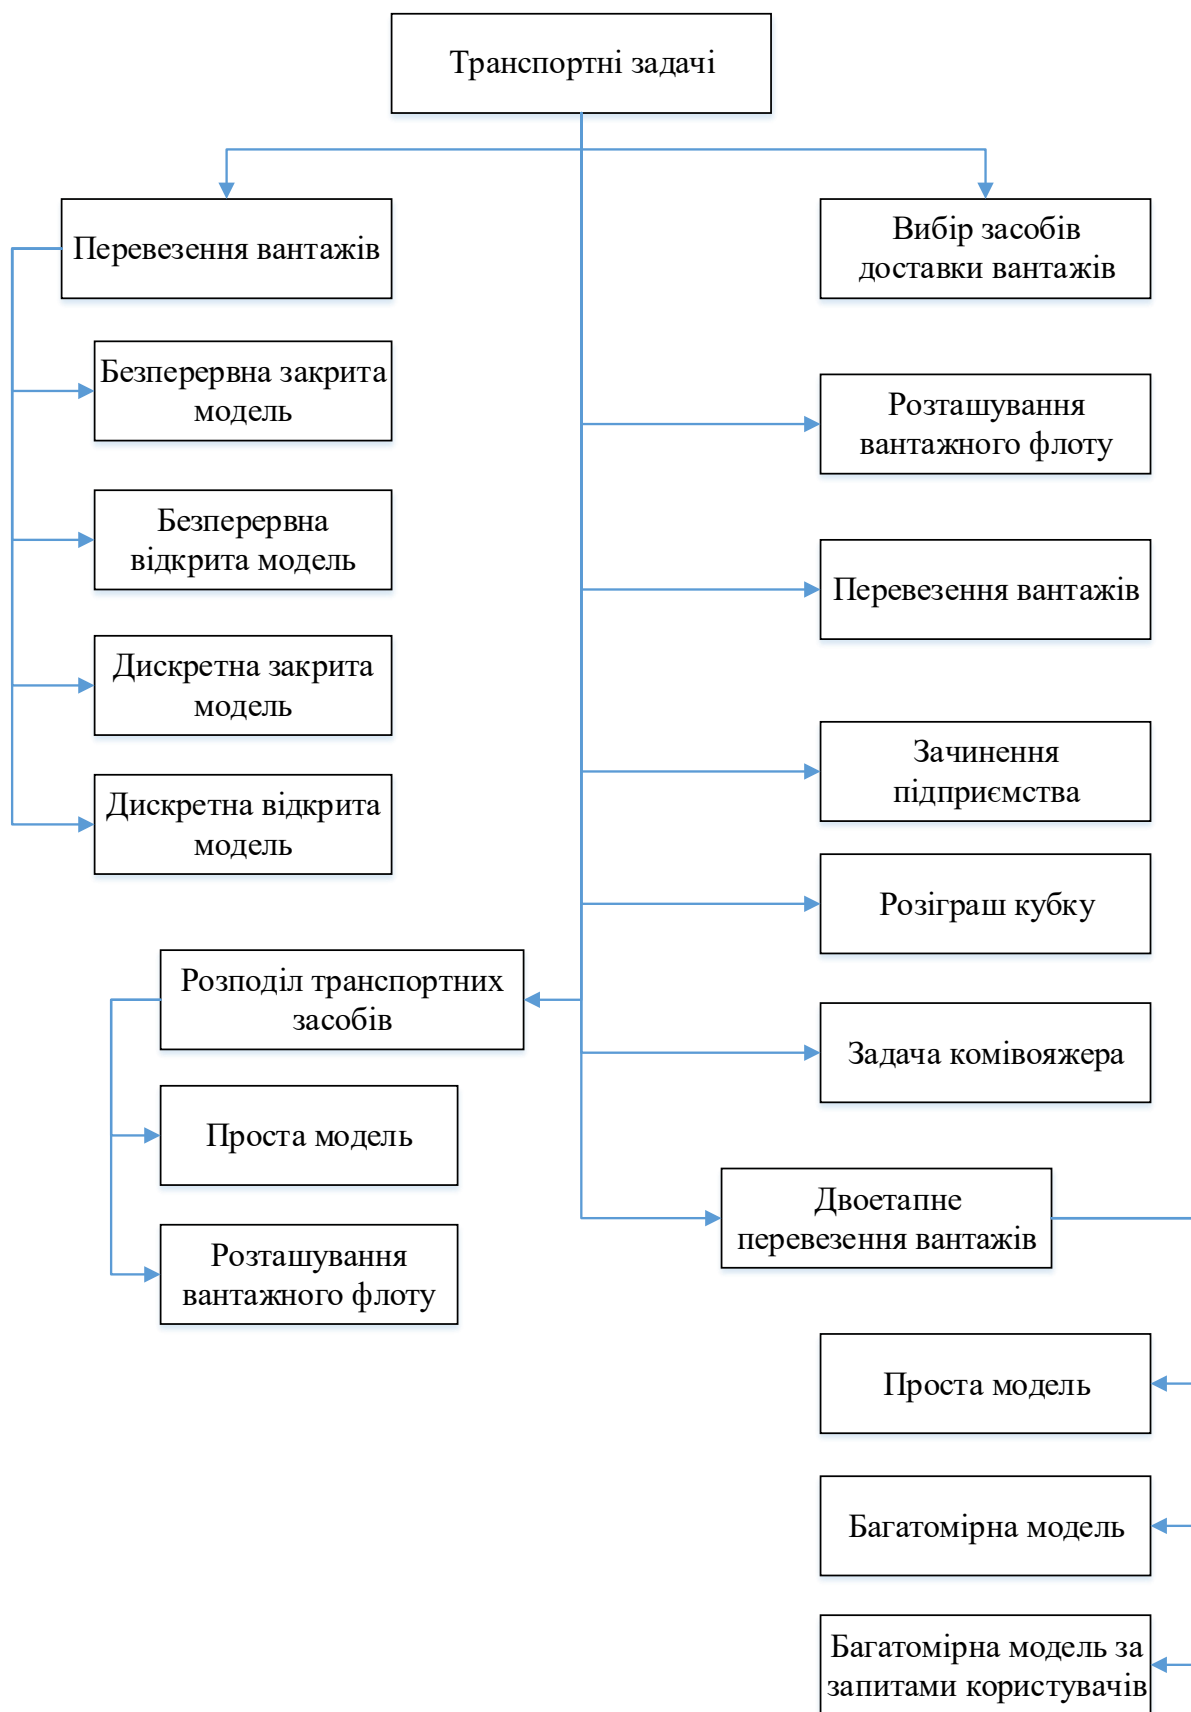 Транспортні задачі
Перевезення вантажів
Безперервна закрита
модель
Безперервна
відкрита модель
Дискретна закрита
модель
Дискретна відкрита
модель
Розподіл транспортних
засобів
Проста модель
Розташування
вантажного флоту
Вибір засобів
доставки вантажів
Розташування
вантажного флоту
Перевезення вантажів
Зачинення
підприємства
Розіграш кубку
Задача комівояжера
Двоетапне
перевезення вантажів
Проста модель
Багатомірна модель
Багатомірна модель за
запитами користувачів